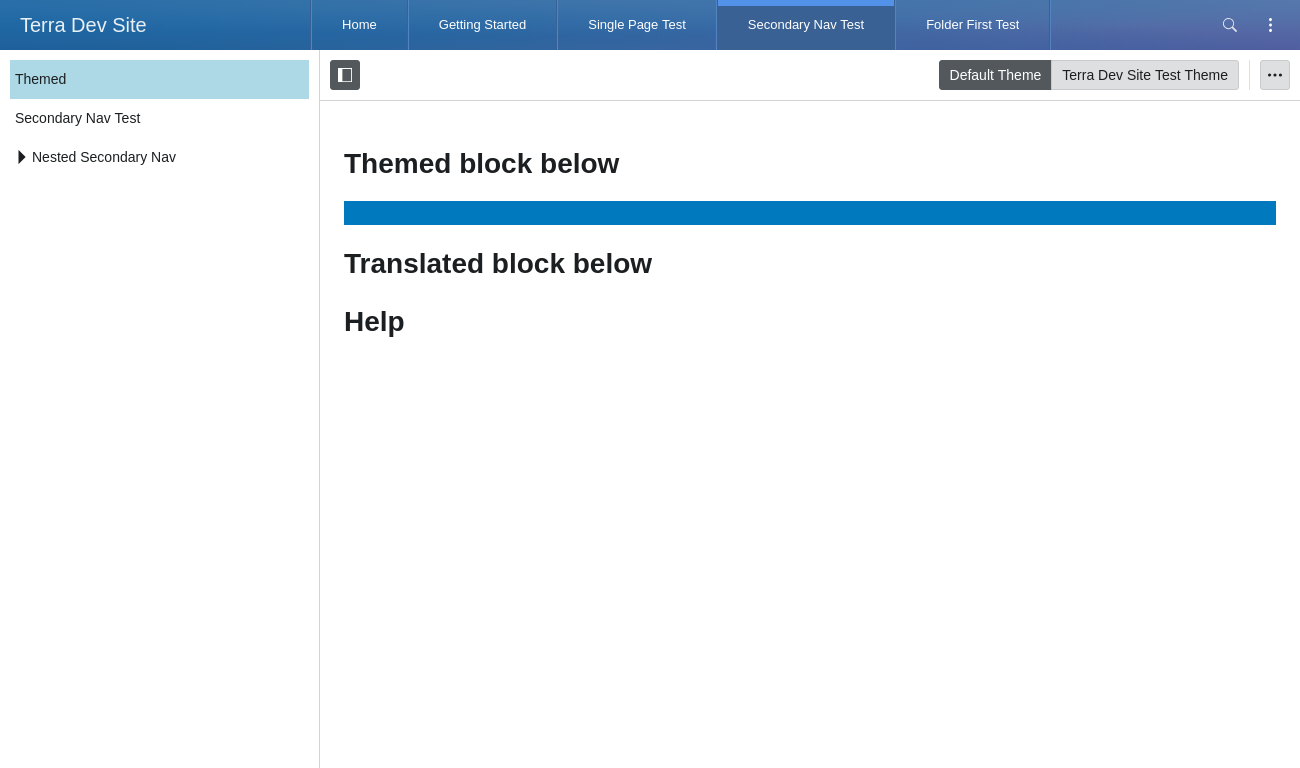 Terra Dev Site
Home
Getting Started
Single Page Test
Secondary Nav Test
Folder First Test
Themed
Secondary Nav Test
Nested Secondary Nav
Default Theme
Terra Dev Site Test Theme
Themed block below
Translated block below
Help